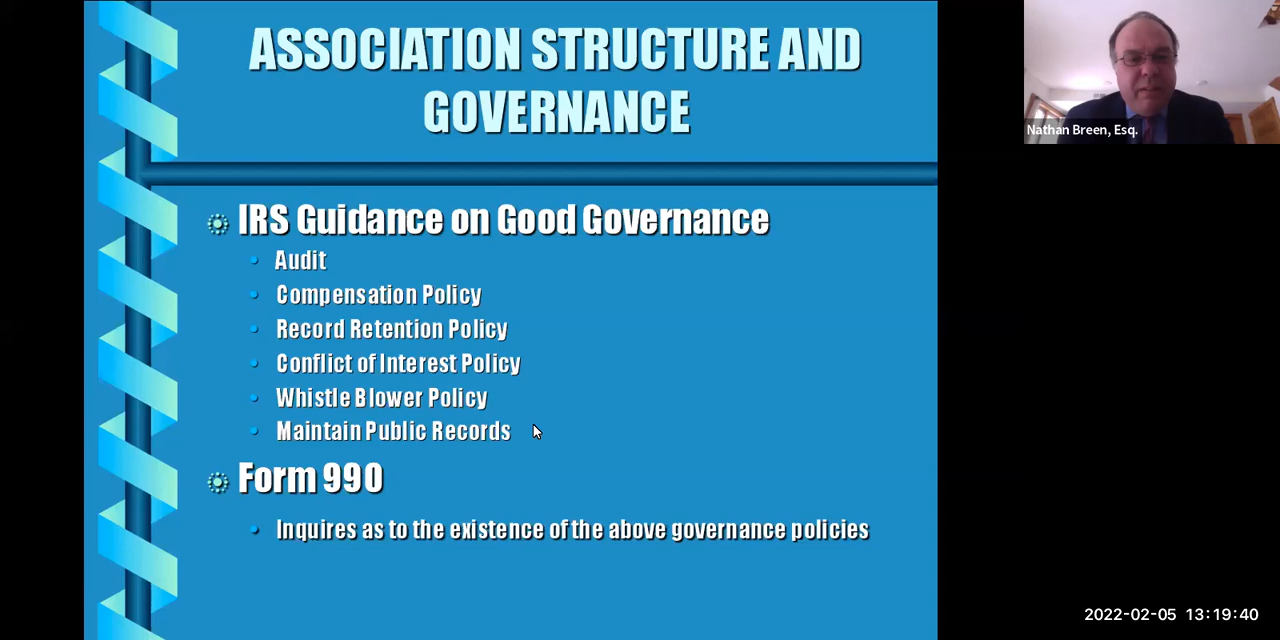 ASSOCIATION STRUCTURE AND
GOVERNANCE
IRS Guidance on Good Governance
Audit
Compensation Policy
Record Retention Policy
Conflict of Interest Policy
Whistle Blower Policy
Maintain Public Records
Form 990
Inquires as to the existence of the above governance policies
Nathan Breen, Esq.
2022-02-05 13:19:40